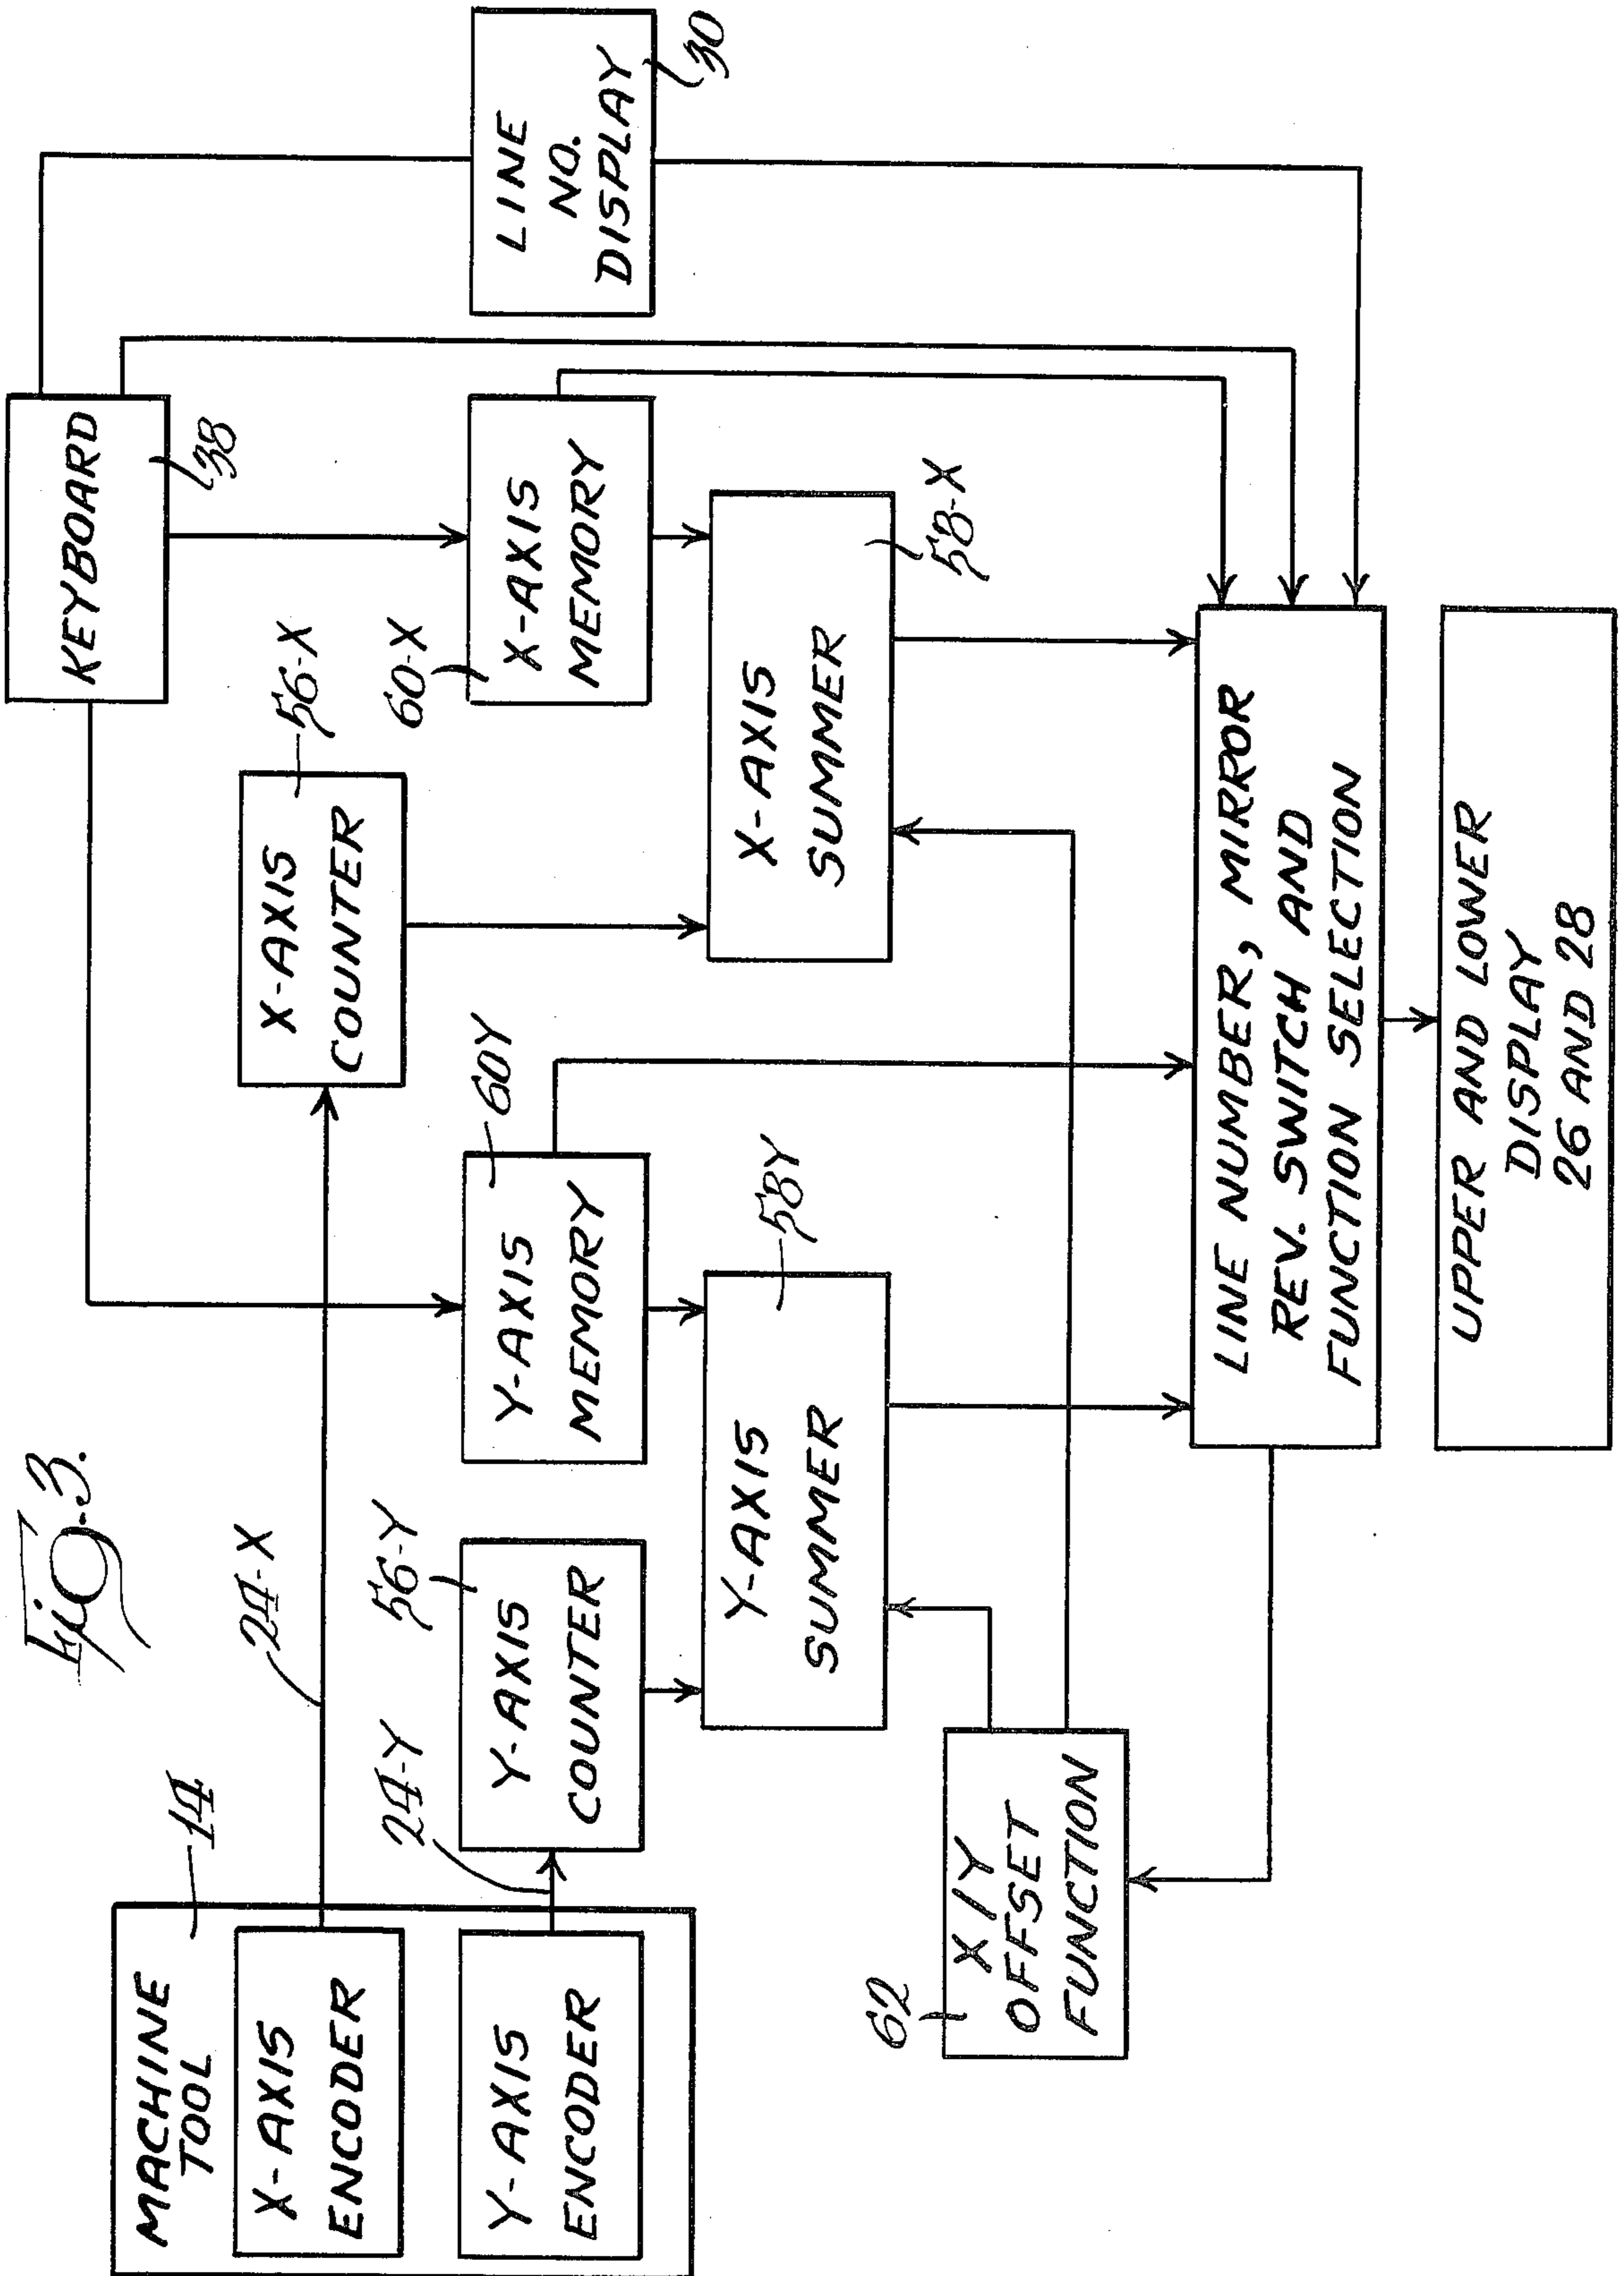 Fig. 3.
MACHINE
TOOL
14
X-AXIS
ENCODER
Y-AXIS
ENCODER
24-X
24-Y
X-AXIS
COUNTER
56-X
KEYBOARD
38
Y-AXIS
COUNTER
56-Y
Y-AXIS
MEMORY
60Y
X-AXIS
MEMORY
60-X
LINE
NO.
DISPLAY
30
Y-AXIS
SUMMER
58Y
X-AXIS
SUMMER
58-X
X/Y
OFFSET
FUNCTION
62
LINE NUMBER, MIRROR
REV. SWITCH AND
FUNCTION SELECTION
UPPER AND LOWER
DISPLAY
26 AND 28